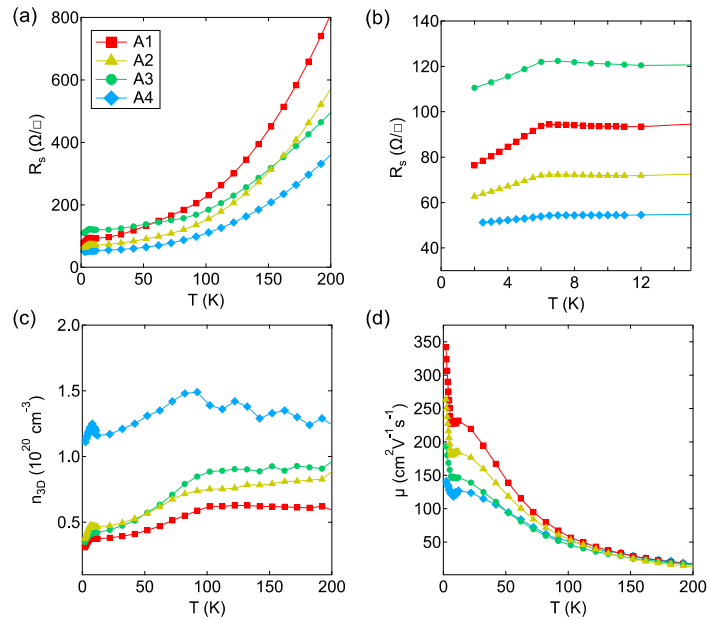 (a)
800
600
400
200
0
R_s (Ω/□)
A1
A2
A3
A4
0 50 100 150 200
T (K)
(b)
140
120
100
80
60
40
R_s (Ω/□)
0 4 8 12
T (K)
(c)
2.0
1.5
1.0
0.5
n_3D (10^20 cm^-3)
0 50 100 150 200
T (K)
(d)
350
300
250
200
150
100
50
μ (cm^2V^-1s^-1)
0 50 100 150 200
T (K)